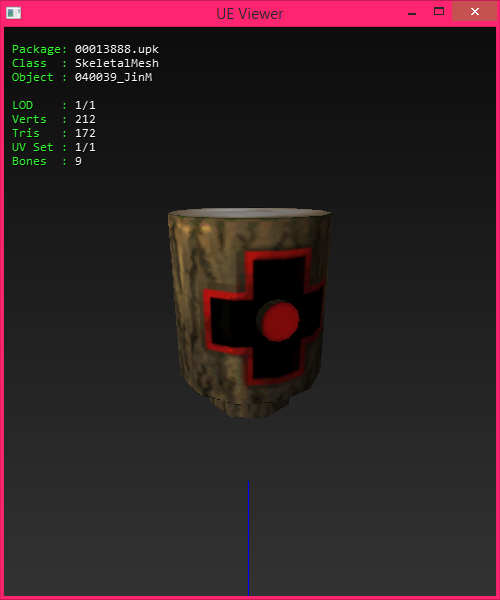 UE Viewer
Package: 00013888.upk
Class  : SkeletalMesh
Object : 040039_JinM
LOD    : 1/1
Verts  : 212
Tris   : 172
UV Set : 1/1
Bones  : 9